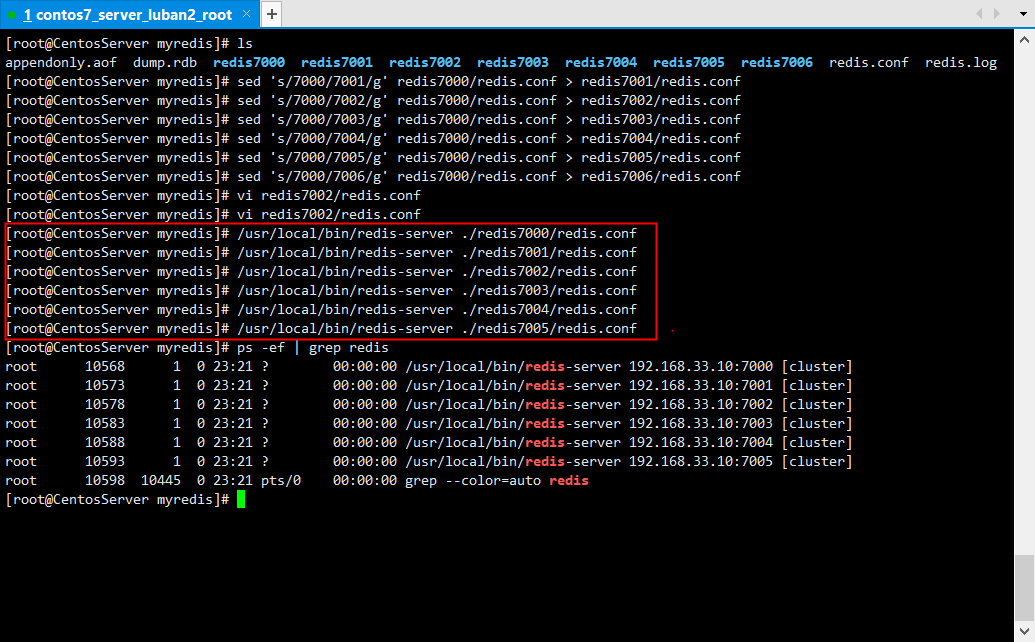 1 contos7_server_luban2_root × +
[root@CentosServer myredis]# ls
appendonly.aof dump.rdb redis7000 redis7001 redis7002 redis7003 redis7004 redis7005 redis7006 redis.conf redis.log
[root@CentosServer myredis]# sed 's/7000/7001/g' redis7000/redis.conf > redis7001/redis.conf
[root@CentosServer myredis]# sed 's/7000/7002/g' redis7000/redis.conf > redis7002/redis.conf
[root@CentosServer myredis]# sed 's/7000/7003/g' redis7000/redis.conf > redis7003/redis.conf
[root@CentosServer myredis]# sed 's/7000/7004/g' redis7000/redis.conf > redis7004/redis.conf
[root@CentosServer myredis]# sed 's/7000/7005/g' redis7000/redis.conf > redis7005/redis.conf
[root@CentosServer myredis]# sed 's/7000/7006/g' redis7000/redis.conf > redis7006/redis.conf
[root@CentosServer myredis]# vi redis7002/redis.conf
[root@CentosServer myredis]# vi redis7002/redis.conf
[root@CentosServer myredis]# /usr/local/bin/redis-server ./redis7000/redis.conf
[root@CentosServer myredis]# /usr/local/bin/redis-server ./redis7001/redis.conf
[root@CentosServer myredis]# /usr/local/bin/redis-server ./redis7002/redis.conf
[root@CentosServer myredis]# /usr/local/bin/redis-server ./redis7003/redis.conf
[root@CentosServer myredis]# /usr/local/bin/redis-server ./redis7004/redis.conf
[root@CentosServer myredis]# /usr/local/bin/redis-server ./redis7005/redis.conf
[root@CentosServer myredis]# ps -ef | grep redis
root 10568 1 0 23:21 ? 00:00:00 /usr/local/bin/redis-server 192.168.33.10:7000 [cluster]
root 10573 1 0 23:21 ? 00:00:00 /usr/local/bin/redis-server 192.168.33.10:7001 [cluster]
root 10578 1 0 23:21 ? 00:00:00 /usr/local/bin/redis-server 192.168.33.10:7002 [cluster]
root 10583 1 0 23:21 ? 00:00:00 /usr/local/bin/redis-server 192.168.33.10:7003 [cluster]
root 10588 1 0 23:21 ? 00:00:00 /usr/local/bin/redis-server 192.168.33.10:7004 [cluster]
root 10593 1 0 23:21 ? 00:00:00 /usr/local/bin/redis-server 192.168.33.10:7005 [cluster]
root 10598 10445 0 23:21 pts/0 00:00:00 grep --color=auto redis
[root@CentosServer myredis]#